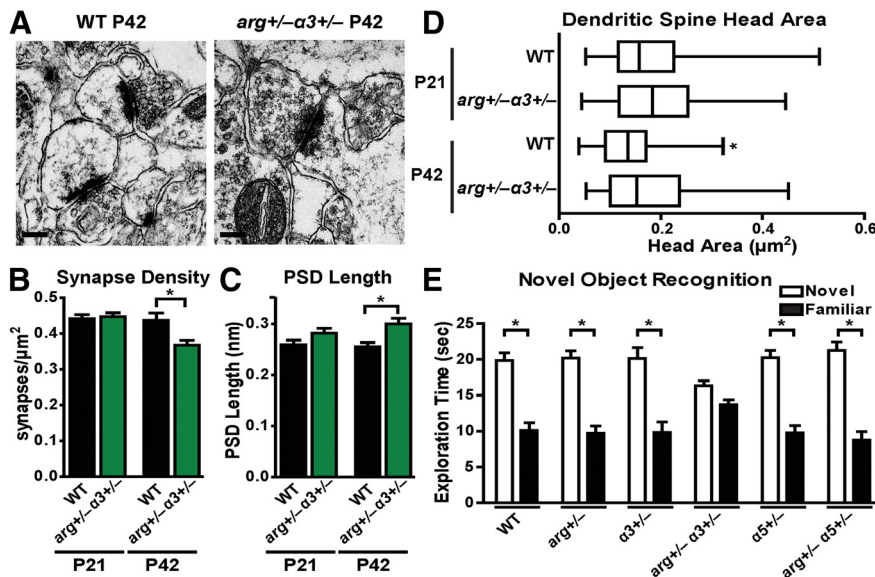 A
WT P42
arg+/−α3+/− P42
D
Dendritic Spine Head Area
P21
WT
arg+/−α3+/−
P42
WT
*
arg+/−α3+/−
0.0
0.2
0.4
0.6
Head Area (µm²)
B
Synapse Density
synapses/µm²
0.5
0.4
0.3
0.2
0.1
0.0
*
WT
arg+/−α3+/−
WT
arg+/−α3+/−
P21
P42
C
PSD Length
PSD Length (nm)
0.3
0.2
0.1
0.0
*
WT
arg+/−α3+/−
WT
arg+/−α3+/−
P21
P42
E
Novel Object Recognition
Novel
Familiar
Exploration Time (sec)
25
20
15
10
5
0
*
*
*
*
*
WT
arg+/−
α3+/−
arg+/− α3+/−
α5+/−
arg+/− α5+/−